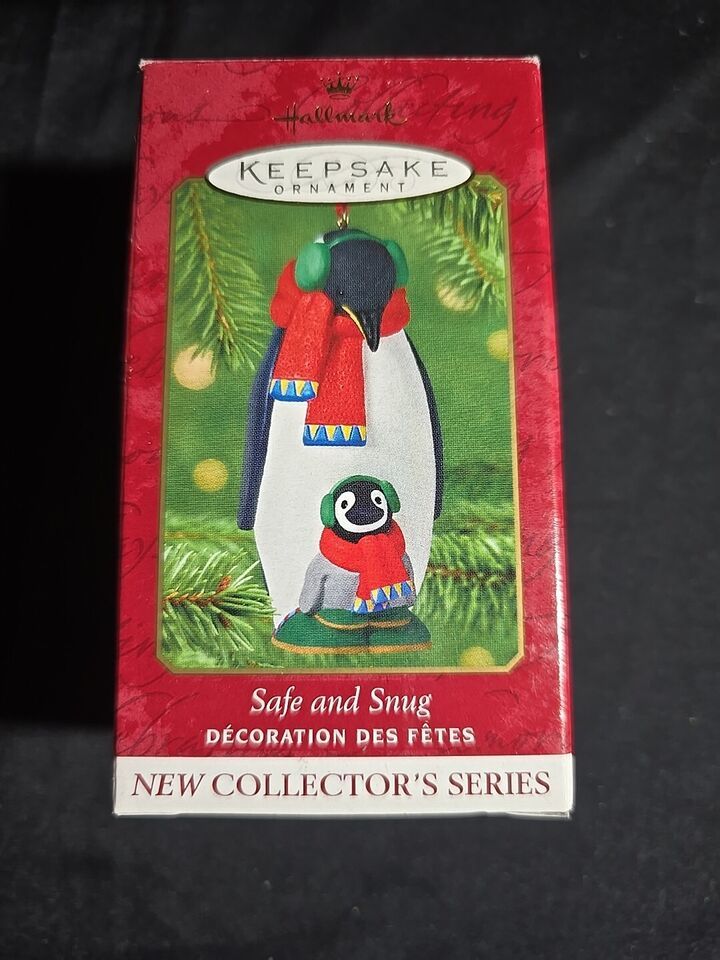 Hallmark
KEEPSAKE
ORNAMENT
Safe and Snug
DÉCORATION DES FÊTES
NEW COLLECTOR'S SERIES